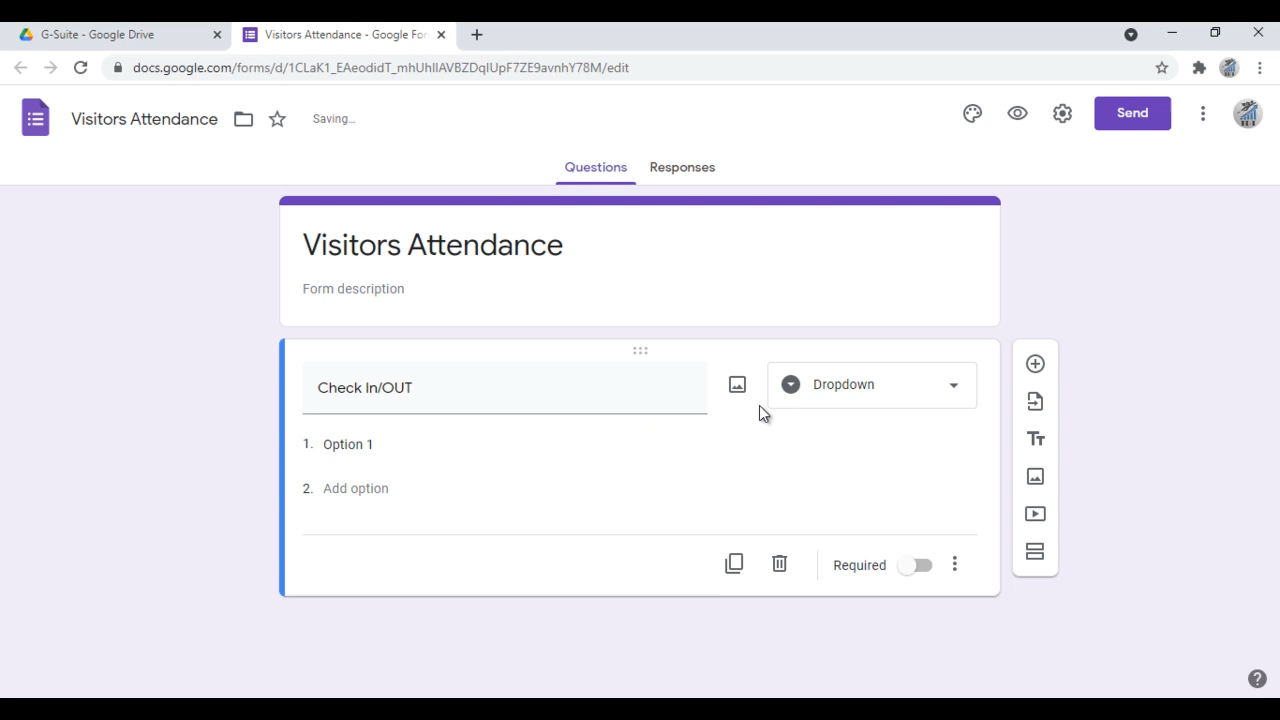 G-Suite - Google Drive
Visitors Attendance - Google For
docs.google.com/forms/d/1CLaK1_EAeodidT_mhUhIlAVBZDqlUpF7ZE9avnhY78M/edit
Visitors Attendance
Saving...
Send
Questions
Responses
Visitors Attendance
Form description
Check In/OUT
Dropdown
1. Option 1
2. Add option
Required